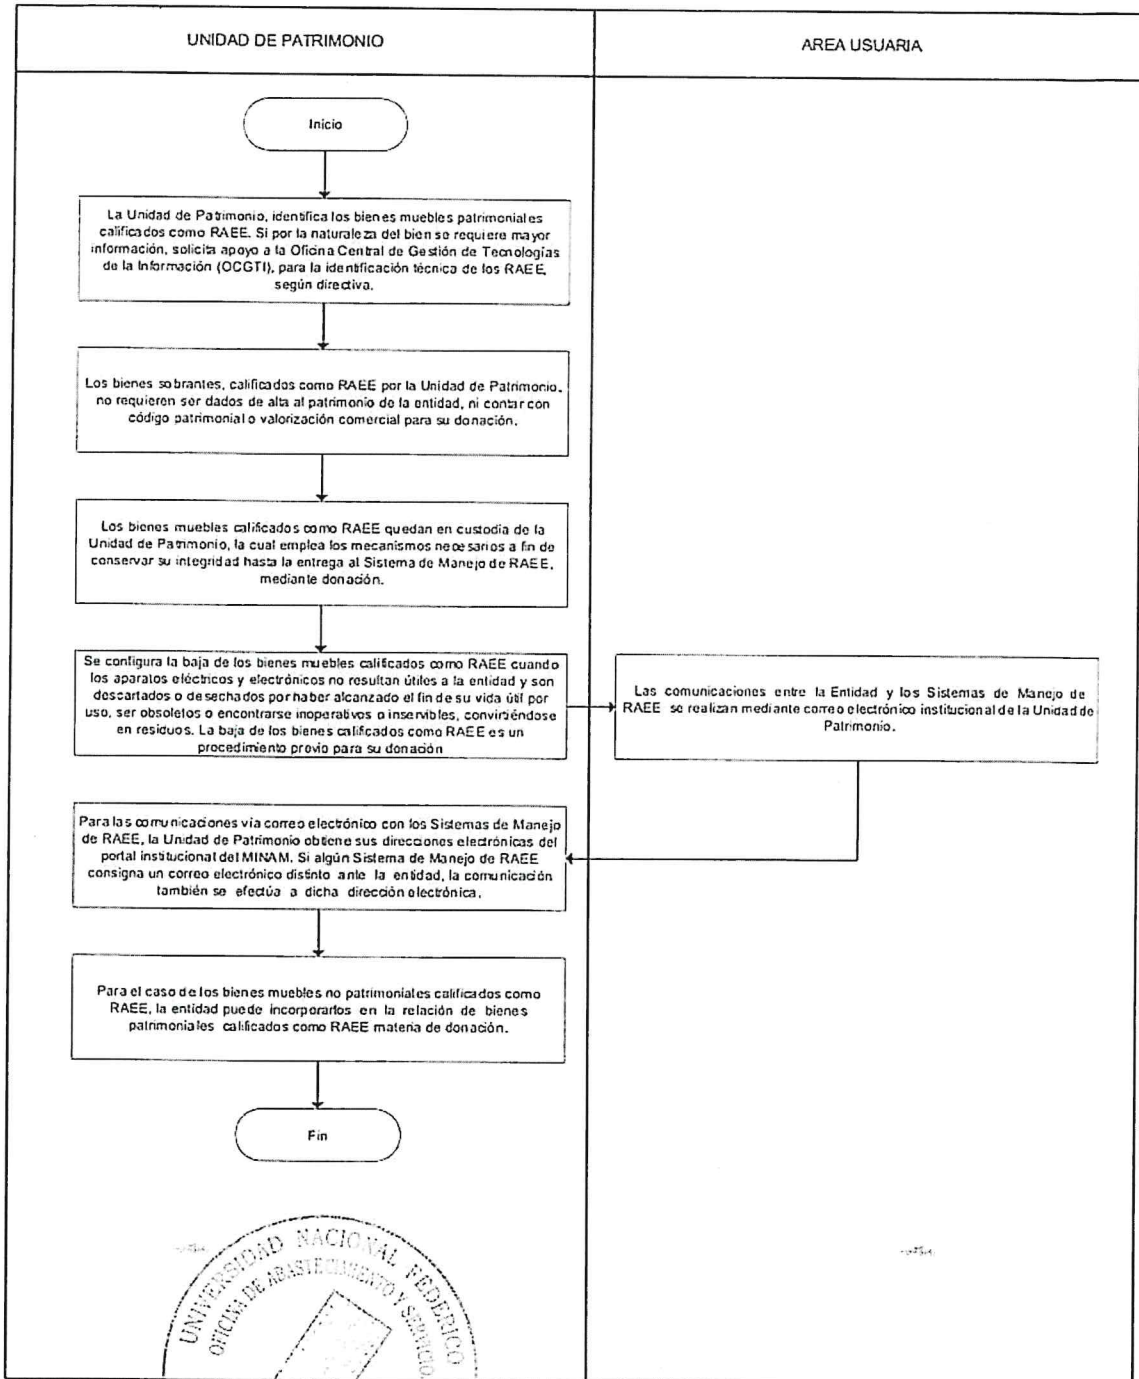 UNIDAD DE PATRIMONIO
AREA USUARIA
Inicio
La Unidad de Patrimonio, identifica los bienes muebles patrimoniales
calificados como RAEE. Si por la naturaleza del bien se requiere mayor
información, solicita apoyo a la Oficina Central de Gestión de Tecnologías
de la Información (OCGTI), para la identificación técnica de los RAEE,
según directiva.
Los bienes sobrantes, calificados como RAEE por la Unidad de Patrimonio,
no requieren ser dados de alta al patrimonio de la entidad, ni contar con
código patrimonial o valorización comercial para su donación.
Los bienes muebles calificados como RAEE quedan en custodia de la
Unidad de Patrimonio, la cual emplea los mecanismos necesarios a fin de
conservar su integridad hasta la entrega al Sistema de Manejo de RAEE,
mediante donación.
Se configura la baja de los bienes muebles calificados como RAEE cuando
los aparatos eléctricos y electrónicos no resultan útiles a la entidad y son
descartados o desechados por haber alcanzado el fin de su vida útil por
uso, ser obsoletos o encontrarse inoperativos o inservibles, convirtiéndose
en residuos. La baja de los bienes calificados como RAEE es un
procedimiento previo para su donación
Las comunicaciones entre la Entidad y los Sistemas de Manejo de
RAEE se realizan mediante correo electrónico institucional de la Unidad de
Patrimonio.
Para las comunicaciones vía correo electrónico con los Sistemas de Manejo
de RAEE, la Unidad de Patrimonio obtiene sus direcciones electrónicas del
portal institucional del MINAM. Si algún Sistema de Manejo de RAEE
consigna un correo electrónico distinto ante la entidad, la comunicación
también se efectúa a dicha dirección electrónica.
Para el caso de los bienes muebles no patrimoniales calificados como
RAEE, la entidad puede incorporarlos en la relación de bienes
patrimoniales calificados como RAEE materia de donación.
Fin
UNIVERSIDAD NACIONAL FEDERICO
OFICINA DE ABASTECIMIENTO Y SERVICIO